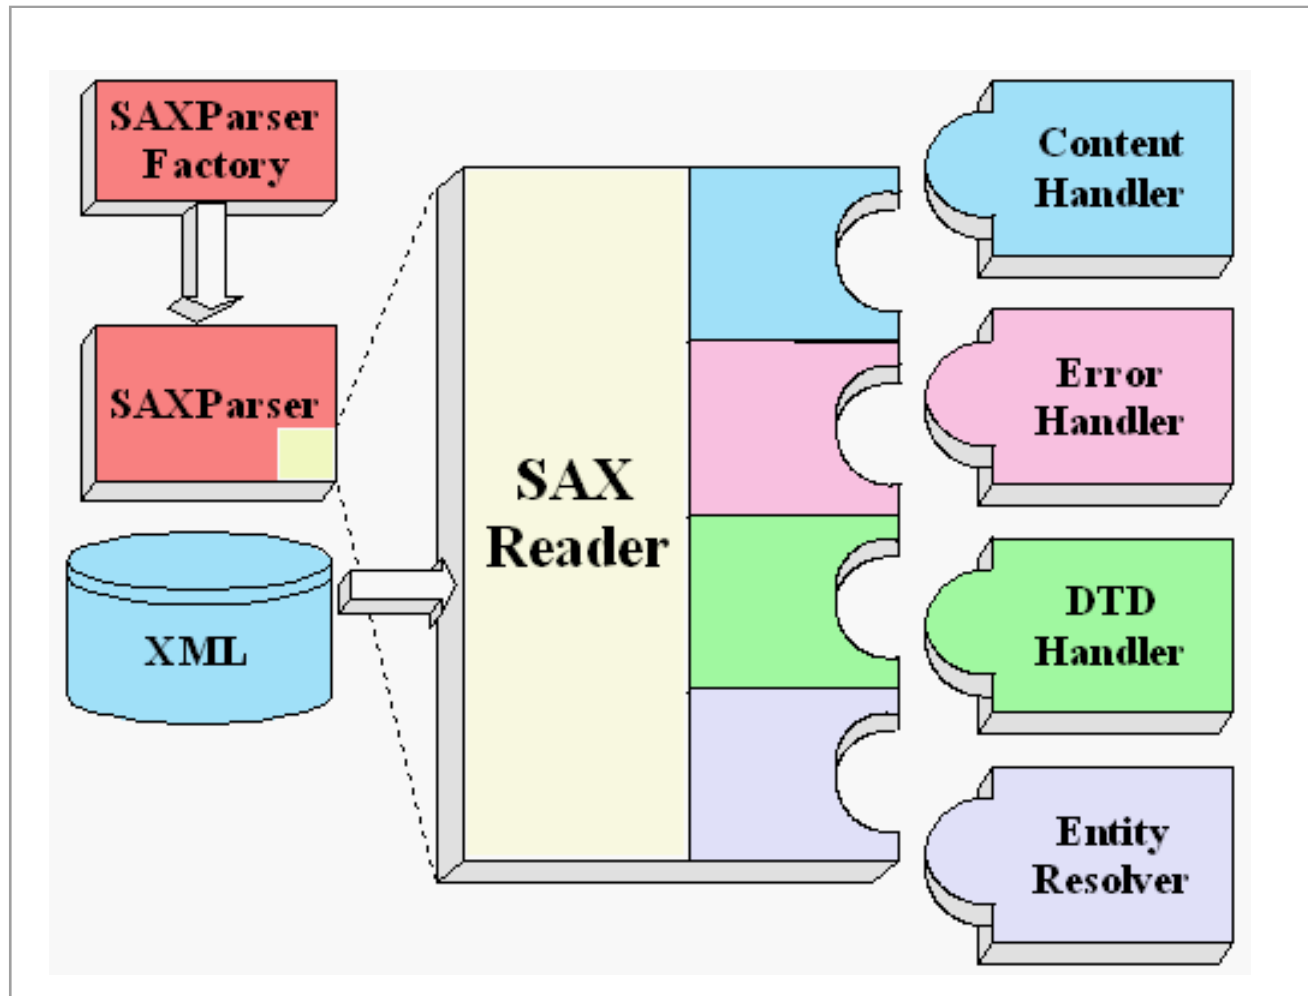 SAXParser
Factory
SAXParser
XML
SAX
Reader
Content
Handler
Error
Handler
DTD
Handler
Entity
Resolver